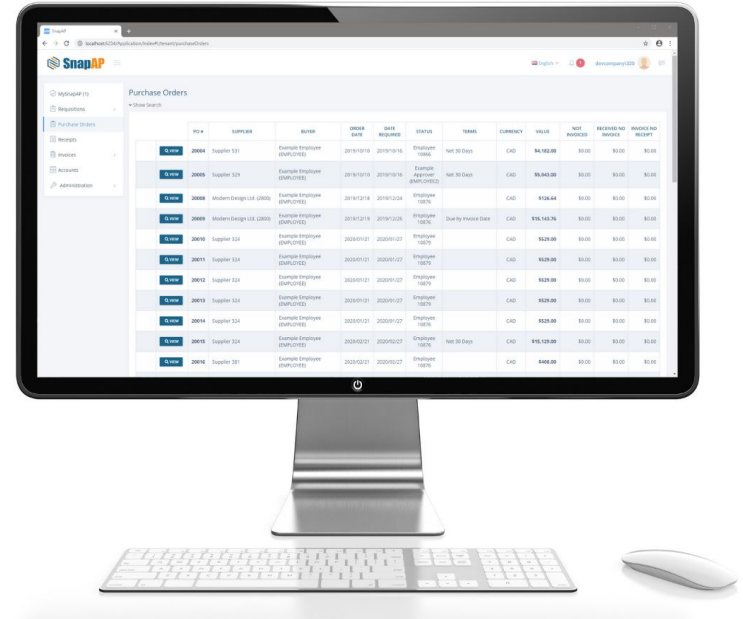 SnapAP
localhost:6234/Application/Index#!/tenant/purchaseOrders
SnapAP
English
devcompany\820
MySnapAP (1)
Requisitions
Purchase Orders
Receipts
Invoices
Accounts
Administration
Purchase Orders
Show Search
PO # SUPPLIER BUYER ORDER DATE DATE REQUIRED STATUS TERMS CURRENCY VALUE NOT INVOICED RECEIVED NO INVOICE INVOICE NO RECEIPT
VIEW 20004 Supplier 531 Example Employee (EMPLOYEE) 2019/10/10 2019/10/16 Employee Net 30 Days CAD $4,182.00 $0.00 $0.00 $0.00
VIEW 20005 Supplier 329 Example Employee (EMPLOYEE) 2019/10/10 2019/10/16 Example Approver (EMPLOYEE2) Net 30 Days CAD $5,043.00 $0.00 $0.00 $0.00
VIEW 20008 Modern Design Ltd. (2800) Example Employee (EMPLOYEE) 2019/12/18 2019/12/24 Employee 10876 CAD $126.64 $0.00 $0.00 $0.00
VIEW 20009 Modern Design Ltd. (2800) Example Employee (EMPLOYEE) 2019/12/19 2019/12/26 Employee 10876 Due by Invoice Date CAD $15,143.76 $0.00 $0.00 $0.00
VIEW 20010 Supplier 324 Example Employee (EMPLOYEE) 2020/01/21 2020/01/27 Employee CAD $529.00 $0.00 $0.00 $0.00
VIEW 20011 Supplier 324 Example Employee (EMPLOYEE) 2020/01/21 2020/01/27 Employee CAD $529.00 $0.00 $0.00 $0.00
VIEW 20012 Supplier 324 Example Employee (EMPLOYEE) 2020/01/21 2020/01/27 Employee 10876 CAD $529.00 $0.00 $0.00 $0.00
VIEW 20013 Supplier 324 Example Employee (EMPLOYEE) 2020/01/21 2020/01/27 Employee CAD $529.00 $0.00 $0.00 $0.00
VIEW 20014 Supplier 324 Example Employee (EMPLOYEE) 2020/01/21 2020/01/27 Employee 10876 CAD $529.00 $0.00 $0.00 $0.00
VIEW 20015 Supplier 324 Example Employee (EMPLOYEE) 2020/02/21 2020/02/27 Employee 10876 Net 30 Days CAD $15,129.00 $0.00 $0.00 $0.00
VIEW 20016 Supplier 381 Example Employee (EMPLOYEE) 2020/02/21 2020/02/27 Employee CAD $400.00 $0.00 $0.00 $0.00